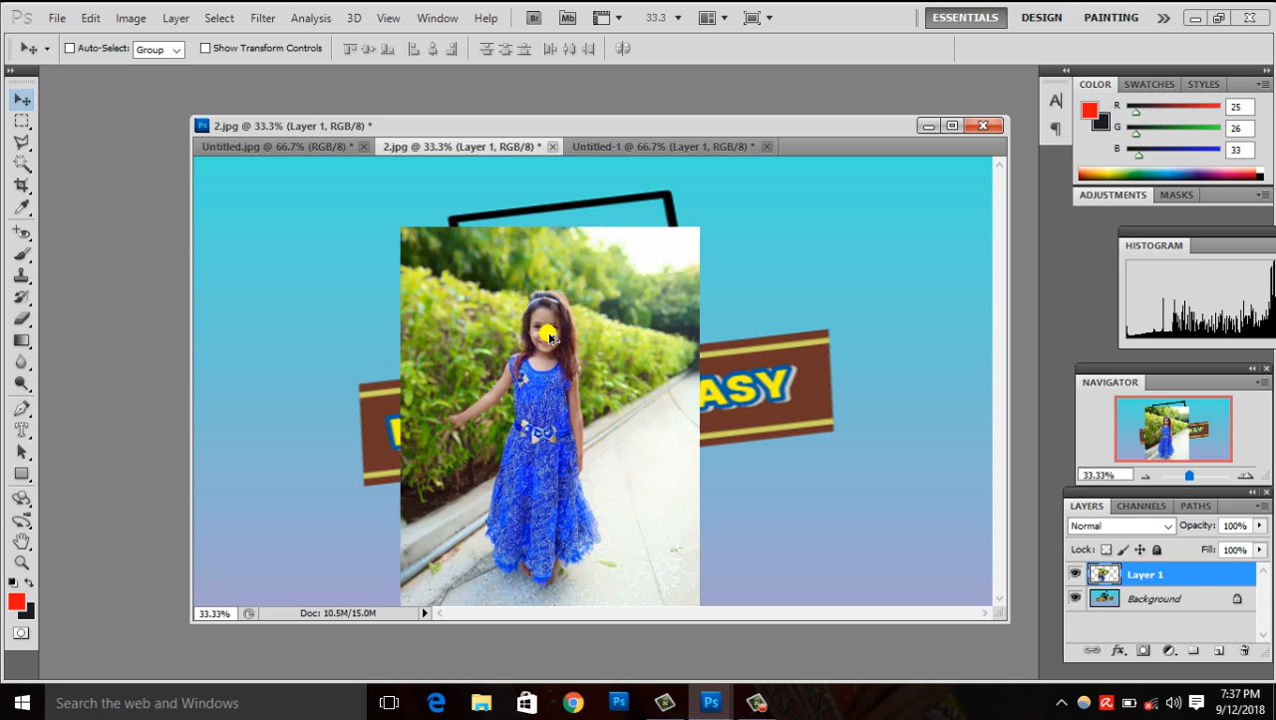 Ps File Edit Image Layer Select Filter Analysis 3D View Window Help Br Mb 33.3 ESSENTIALS DESIGN PAINTING
Auto-Select: Group Show Transform Controls
2.jpg @ 33.3% (Layer 1, RGB/8) *
Untitled.jpg @ 66.7% (RGB/8) * 2.jpg @ 33.3% (Layer 1, RGB/8) * Untitled-1 @ 66.7% (Layer 1, RGB/8) *
COLOR SWATCHES STYLES
R 25
G 26
B 33
ADJUSTMENTS MASKS
HISTOGRAM
ASY
NAVIGATOR
33.33%
LAYERS CHANNELS PATHS
Normal Opacity: 100%
Lock: Fill: 100%
Layer 1
Background
33.33% Doc: 10.5M/15.0M
Search the web and Windows
7:37 PM
9/12/2018